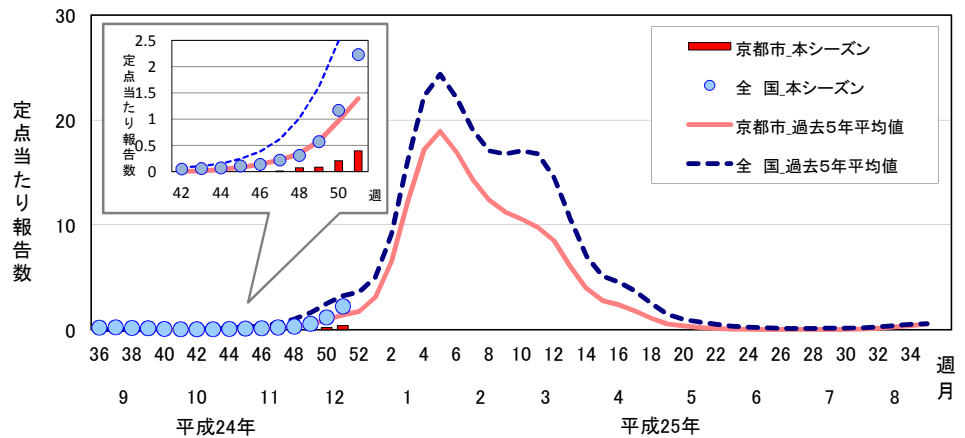 30
20
10
0
定点当たり報告数
2.5
2
1.5
1
0.5
0
定点当たり報告数
42 44 46 48 50 週
京都市_本シーズン
全 国_本シーズン
京都市_過去5年平均値
全 国_過去5年平均値
36 38 40 42 44 46 48 50 52 2 4 6 8 10 12 14 16 18 20 22 24 26 28 30 32 34 週
9 10 11 12 1 2 3 4 5 6 7 8 月
平成24年 平成25年